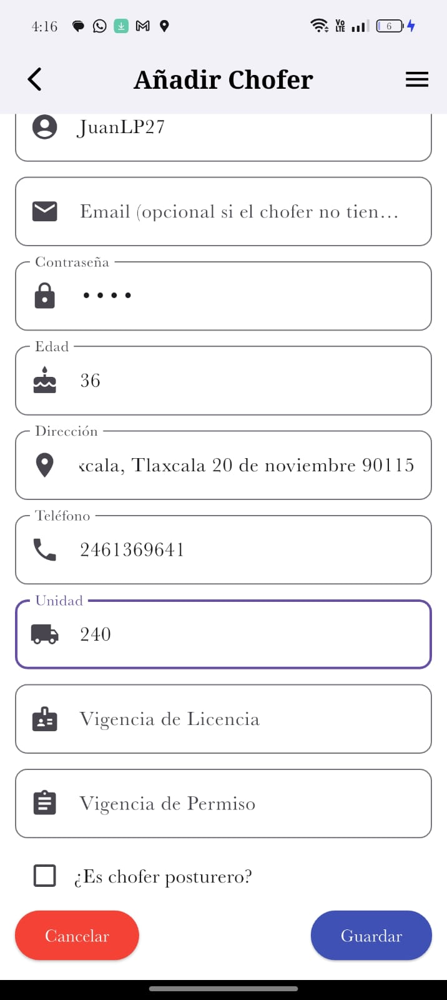 4:16
Vo
LTE
6
Añadir Chofer
JuanLP27
Email (opcional si el chofer no tien...
Contraseña
••••
Edad
36
Dirección
xcala, Tlaxcala 20 de noviembre 90115
Teléfono
2461369641
Unidad
240
Vigencia de Licencia
Vigencia de Permiso
¿Es chofer posturero?
Cancelar
Guardar